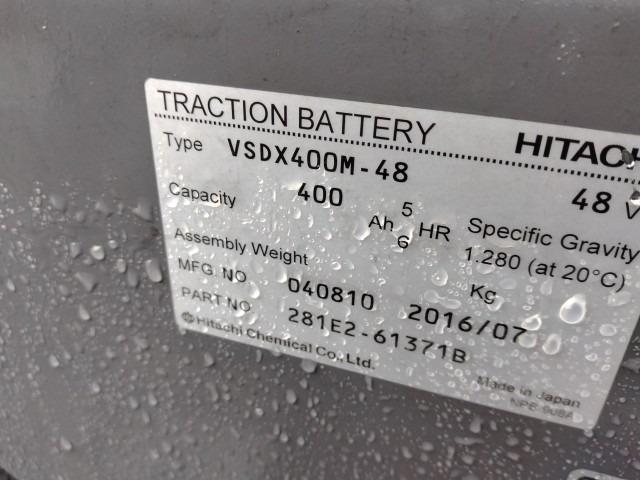 TRACTION BATTERY HITACH
Type VSDX400M-48 48 V
Capacity 400 Ah 5 HR Specific Gravity
6 1.280 (at 20°C)
Assembly Weight Kg
MFG. NO. 040810 2016/07
PART NO. 281E2-61371B
Hitachi Chemical Co., Ltd. Made in Japan